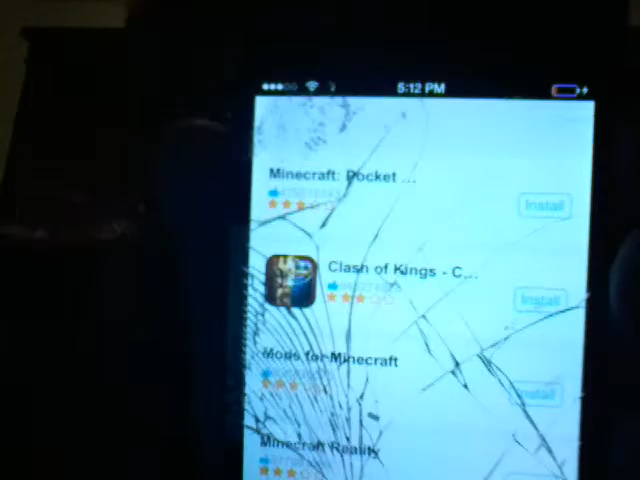 5:12 PM
Minecraft: Pocket ...
Install
Clash of Kings - C...
Install
Mods for Minecraft
Install
Minecraft Reality